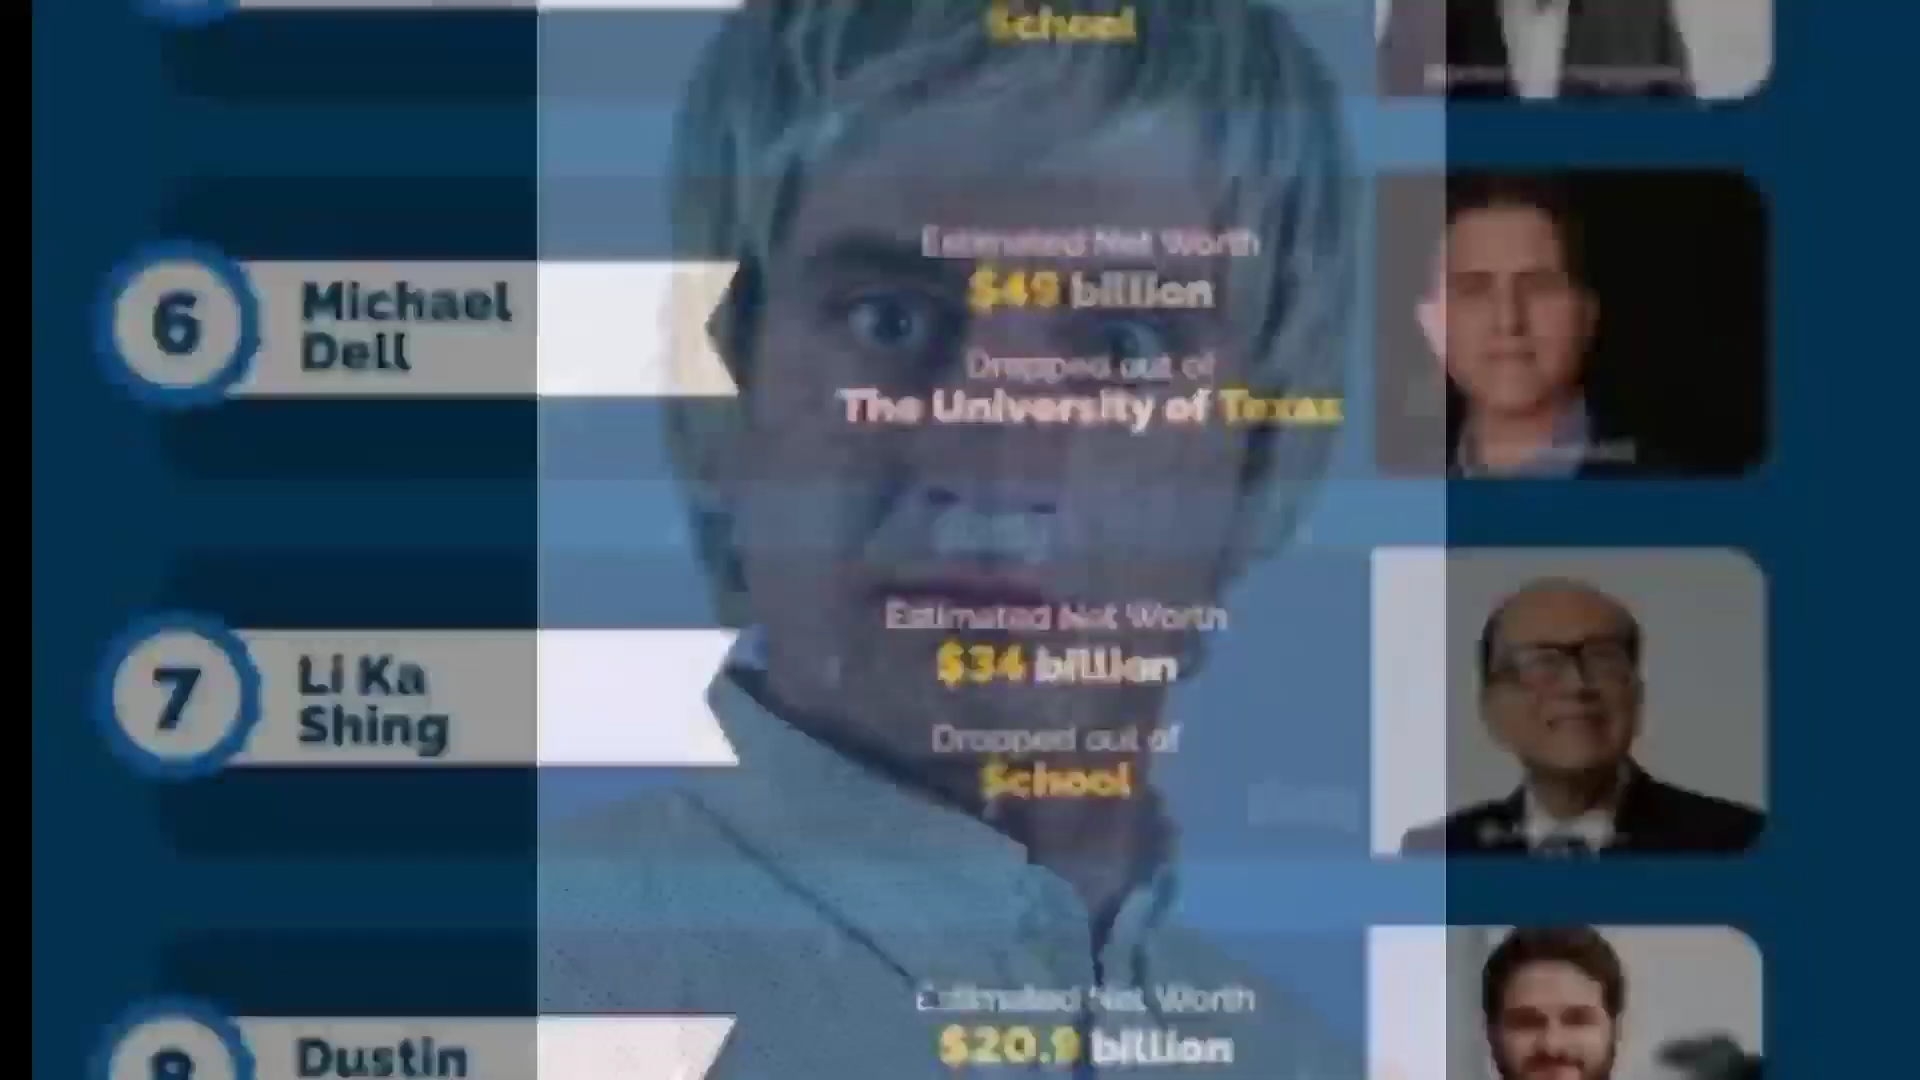 School
6
Michael
Dell
Estimated Net Worth
$49 billion
Dropped out of
The University of Texas
7
Li Ka
Shing
Estimated Net Worth
$34 billion
Dropped out of
School
8
Dustin
Estimated Net Worth
$20.9 billion